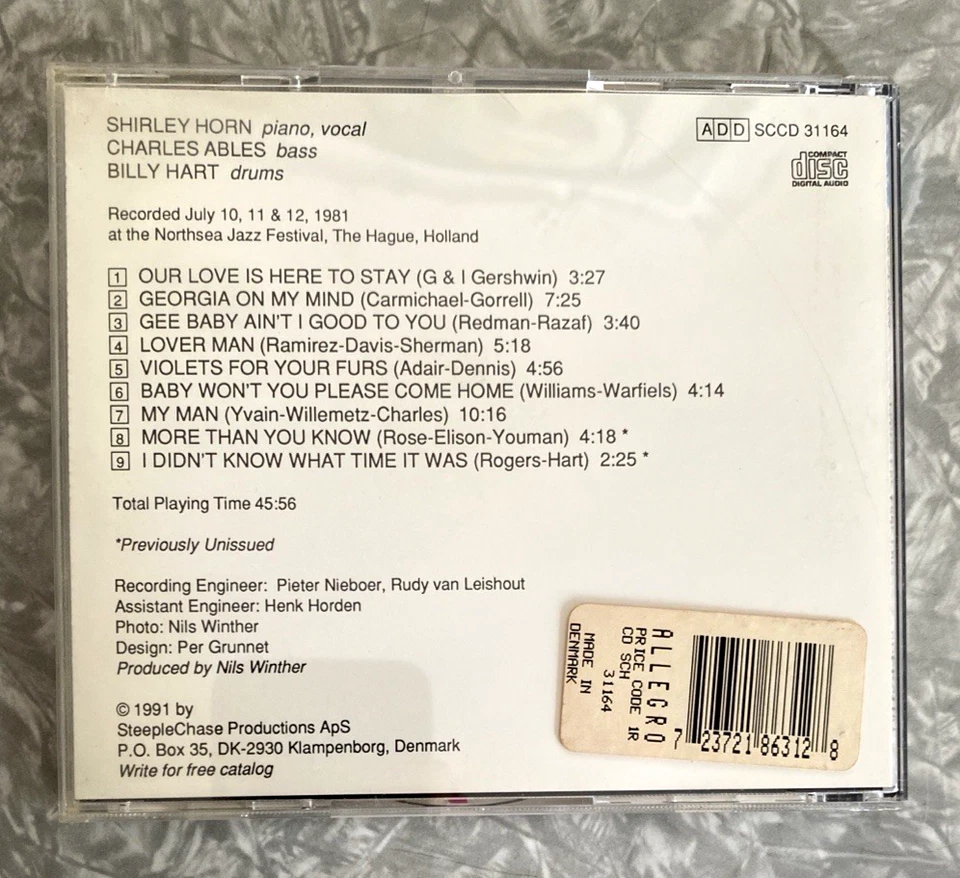 SHIRLEY HORN piano, vocal
CHARLES ABLES bass
BILLY HART drums
ADD SCCD 31164
COMPACT
disc
DIGITAL AUDIO
Recorded July 10, 11 & 12, 1981
at the Northsea Jazz Festival, The Hague, Holland
1 OUR LOVE IS HERE TO STAY (G & I Gershwin) 3:27
2 GEORGIA ON MY MIND (Carmichael-Gorrell) 7:25
3 GEE BABY AIN'T I GOOD TO YOU (Redman-Razaf) 3:40
4 LOVER MAN (Ramirez-Davis-Sherman) 5:18
5 VIOLETS FOR YOUR FURS (Adair-Dennis) 4:56
6 BABY WON'T YOU PLEASE COME HOME (Williams-Warfiels) 4:14
7 MY MAN (Yvain-Willemetz-Charles) 10:16
8 MORE THAN YOU KNOW (Rose-Elison-Youman) 4:18 *
9 I DIDN'T KNOW WHAT TIME IT WAS (Rogers-Hart) 2:25 *
Total Playing Time 45:56
*Previously Unissued
Recording Engineer: Pieter Nieboer, Rudy van Leishout
Assistant Engineer: Henk Horden
Photo: Nils Winther
Design: Per Grunnet
Produced by Nils Winther
© 1991 by
SteepleChase Productions ApS
P.O. Box 35, DK-2930 Klampenborg, Denmark
Write for free catalog
ALLEGRO
PRICE CODE 1R
CD SCH
31164
MADE IN
DENMARK
7 23721 86312 8